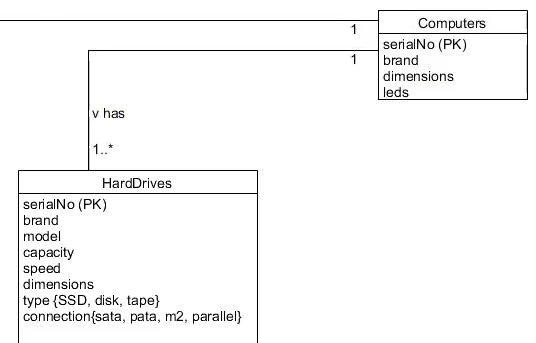 Computers
1
serialNo (PK)
brand
dimensions
leds
1
v has
1..*
HardDrives
serialNo (PK)
brand
model
capacity
speed
dimensions
type {SSD, disk, tape}
connection{sata, pata, m2, parallel}